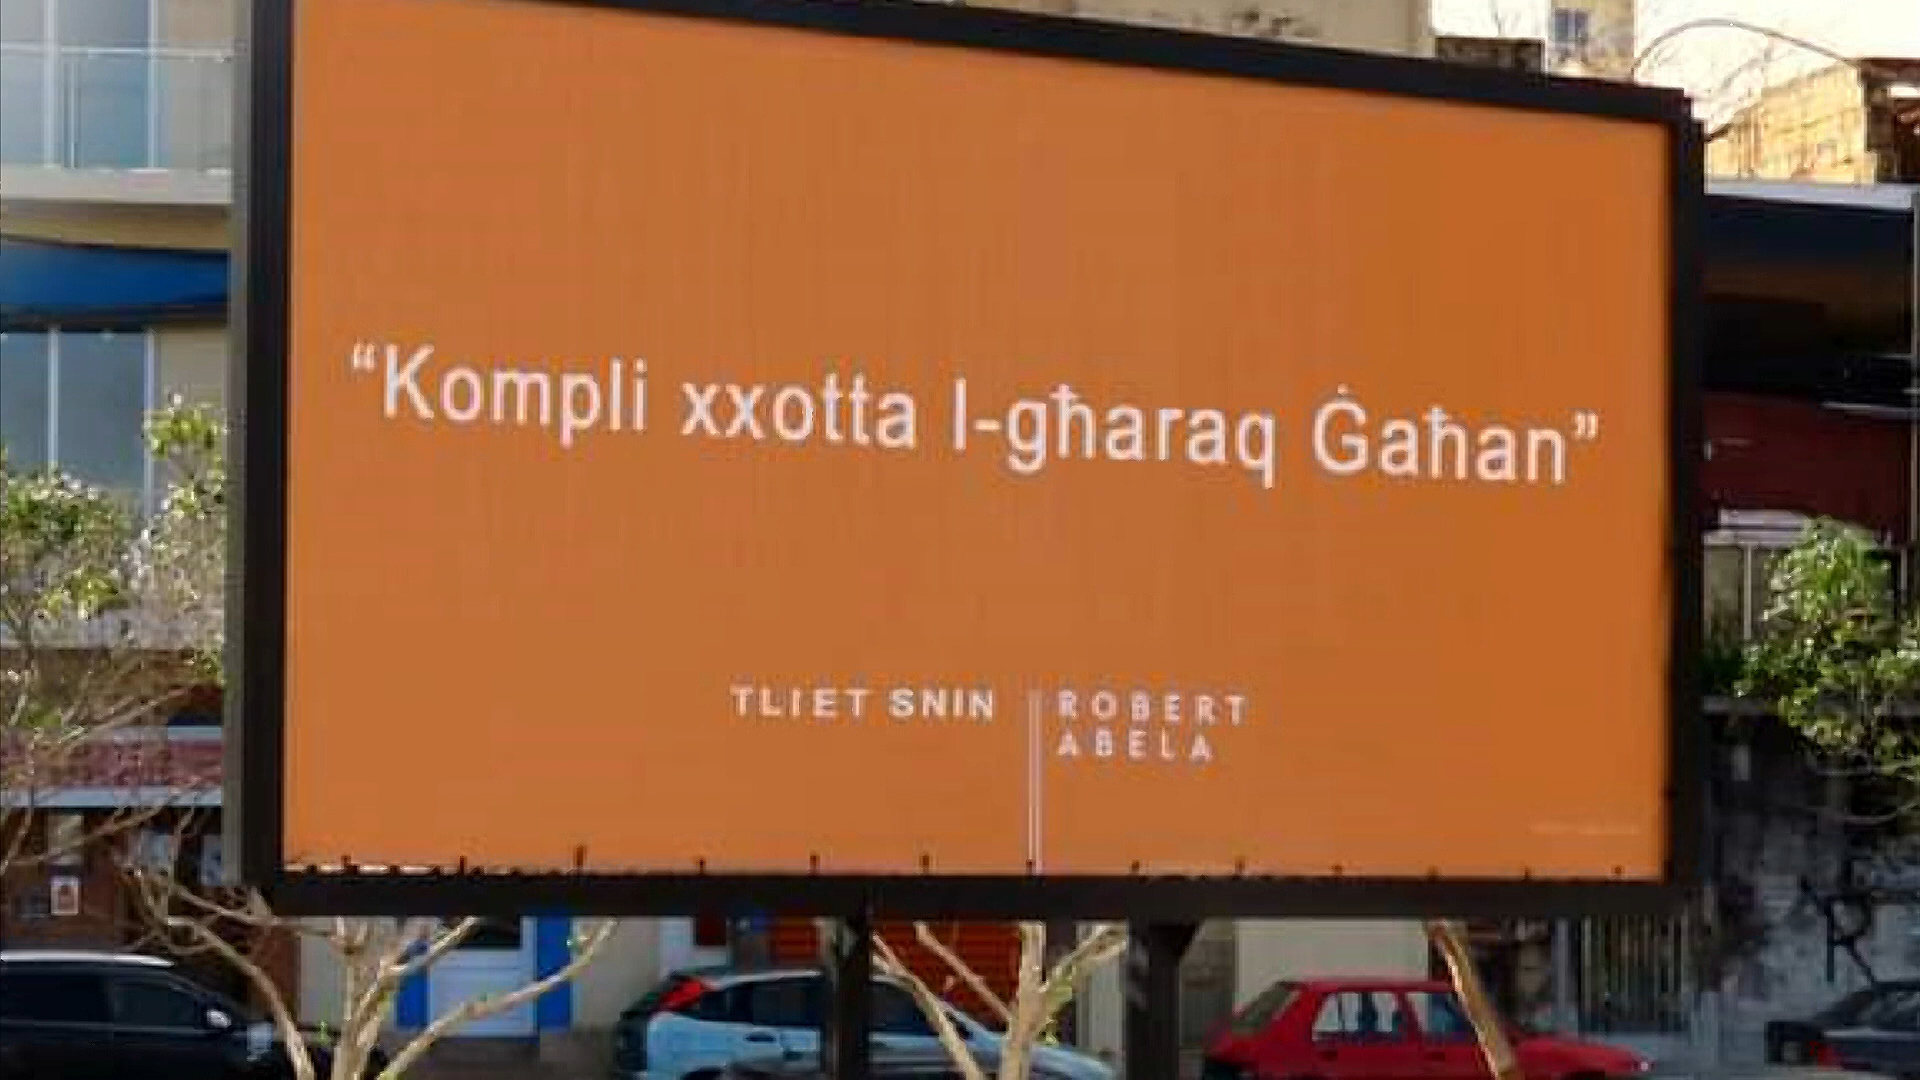 “Kompli xxotta l-għaraq Ġaħan”
TLIET SNIN
ROBERT
ABELA